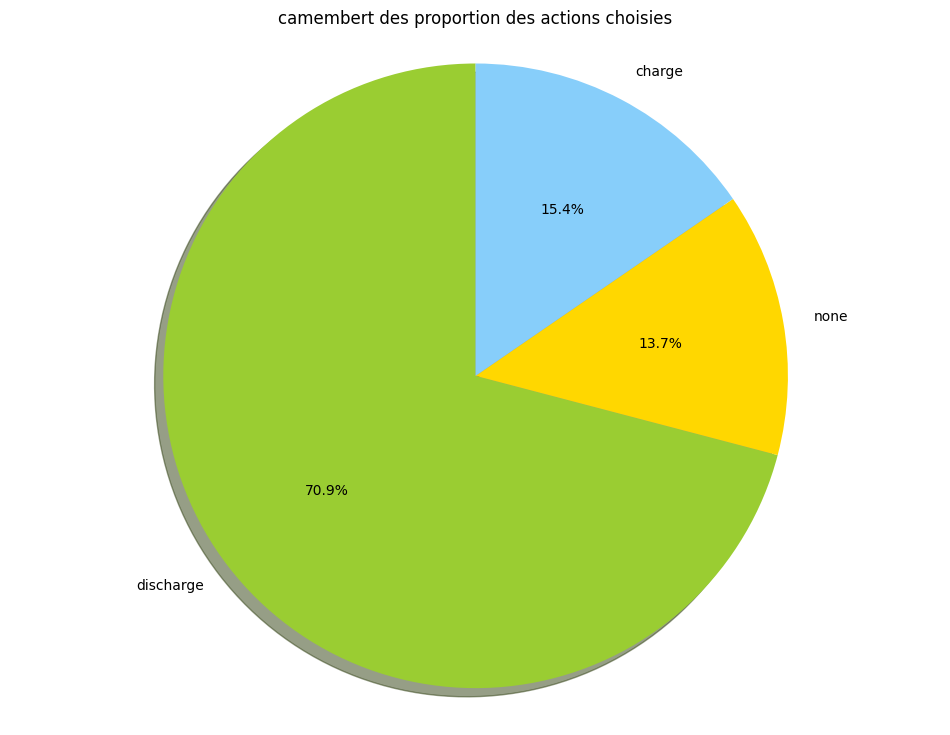 camembert des proportion des actions choisies
charge
15.4%
none
13.7%
70.9%
discharge